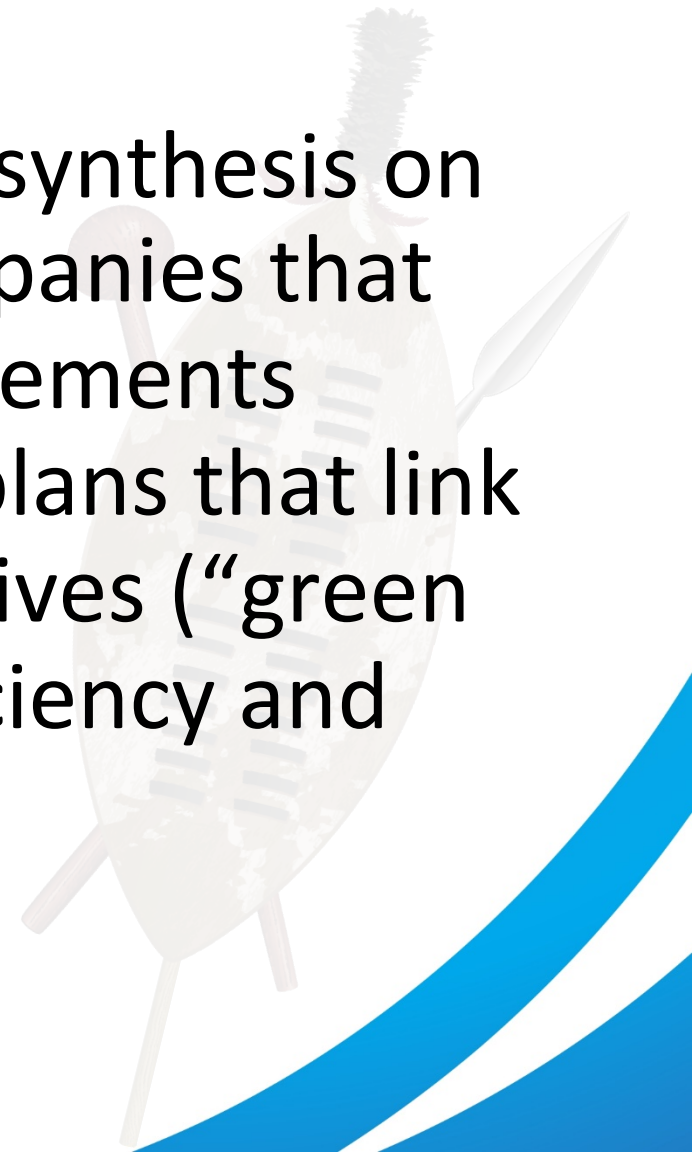 synthesis on
panies that
ements
plans that link
ives (“green
ciency and